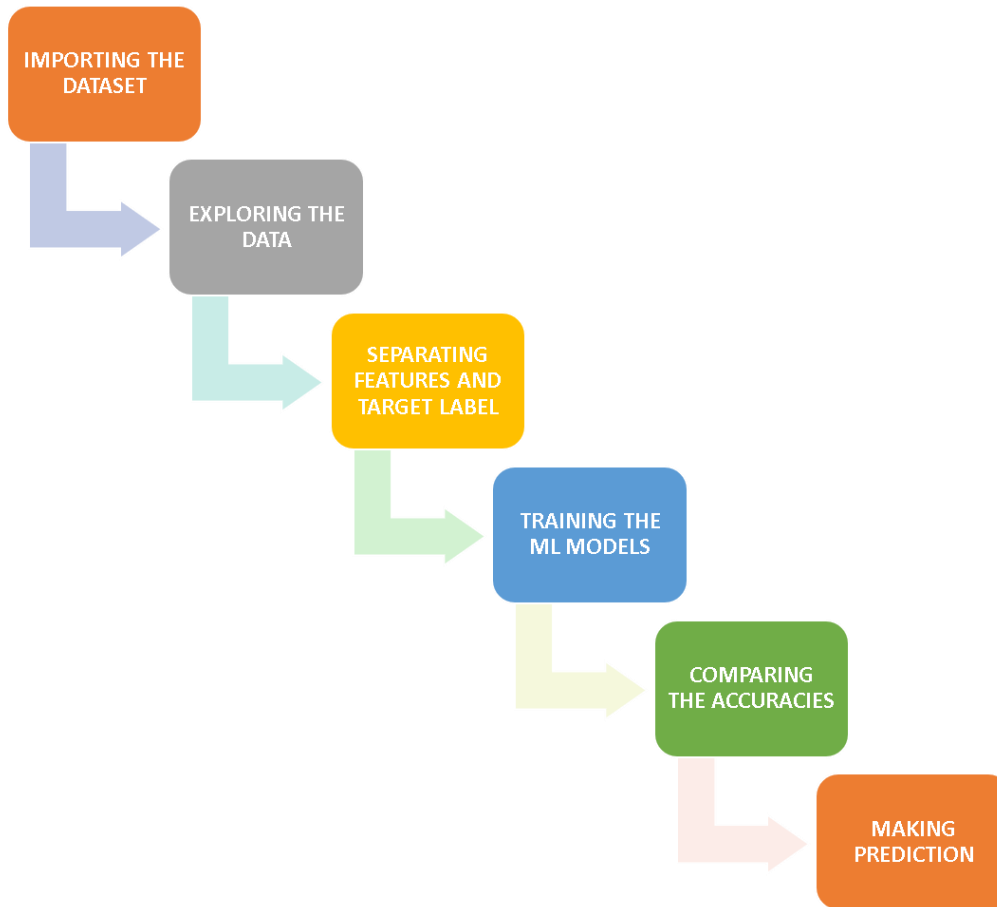 IMPORTING THE
DATASET
EXPLORING THE
DATA
SEPARATING
FEATURES AND
TARGET LABEL
TRAINING THE
ML MODELS
COMPARING
THE ACCURACIES
MAKING
PREDICTION